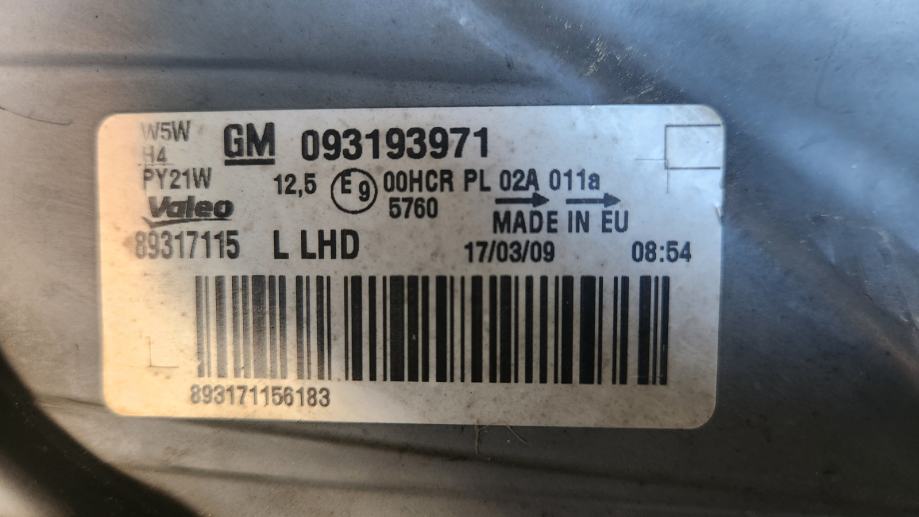 W5W GM 093193971
H4
PY21W 12,5 E9 00HCR PL 02A 011a
5760 → →
Valeo MADE IN EU
89317115 L LHD 17/03/09 08:54
893171156183